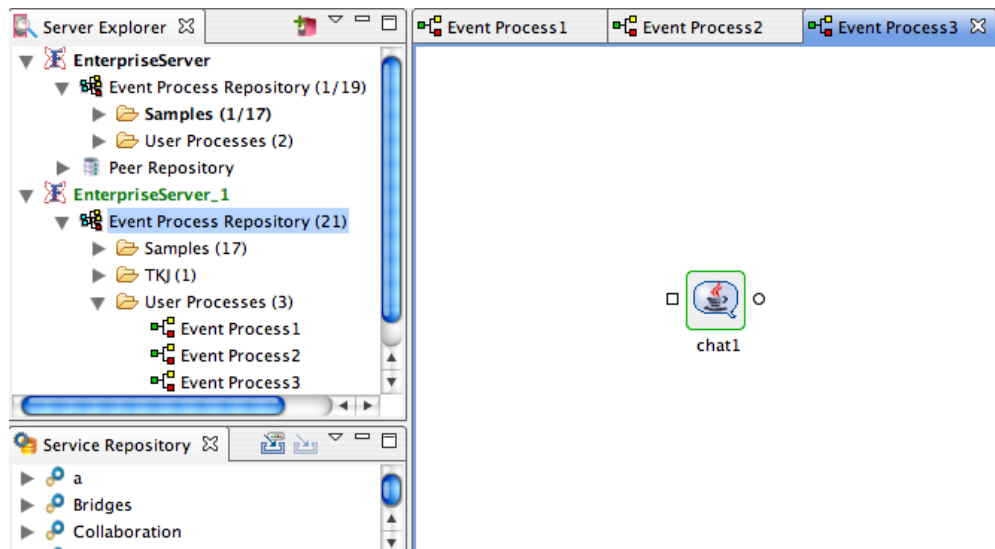 Server Explorer
EnterpriseServer
Event Process Repository (1/19)
Samples (1/17)
User Processes (2)
Peer Repository
EnterpriseServer_1
Event Process Repository (21)
Samples (17)
TKJ (1)
User Processes (3)
Event Process1
Event Process2
Event Process3
Service Repository
a
Bridges
Collaboration
Event Process1 Event Process2 Event Process3
chat1